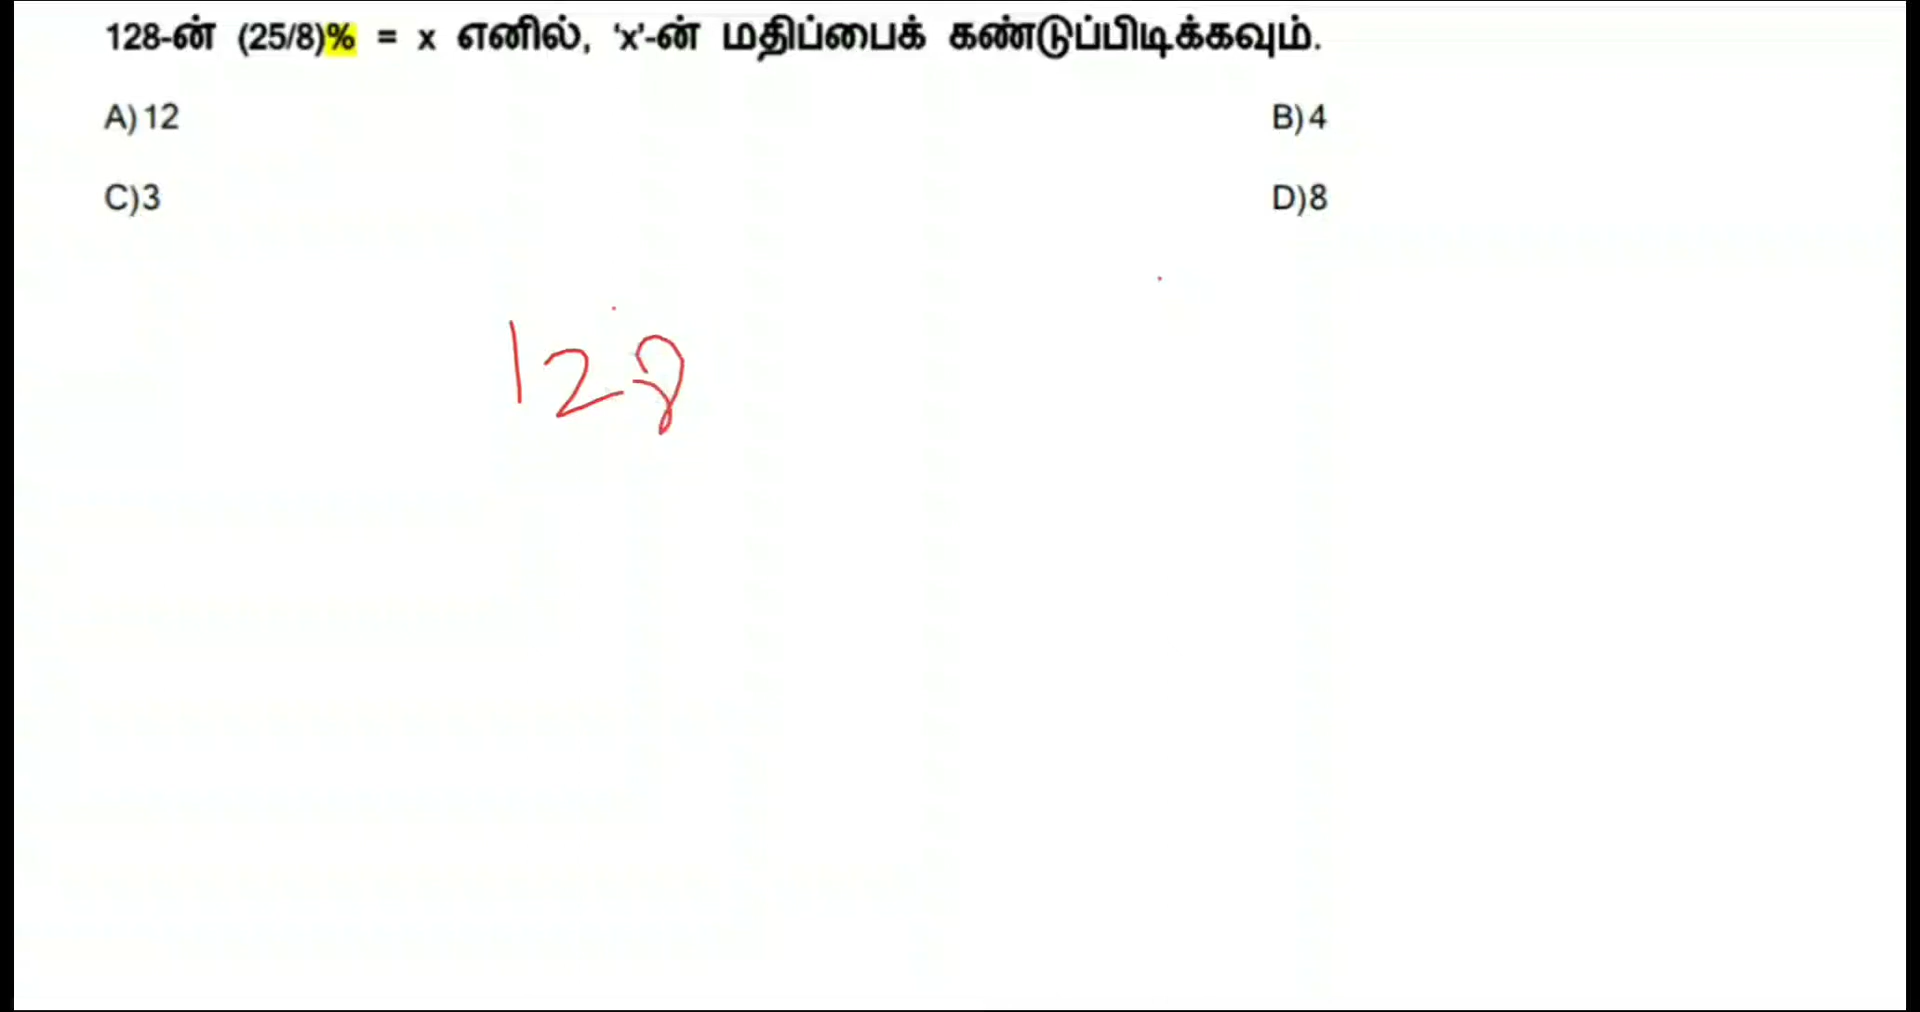 128-ன் (25/8)% = x எனில், 'x'-ன் மதிப்பைக் கண்டுப்பிடிக்கவும்.
A) 12
B) 4
C) 3
D) 8
128